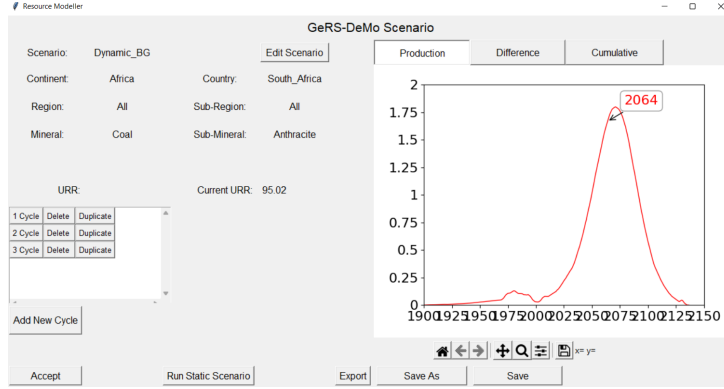 Resource Modeller
GeRS-DeMo Scenario
Scenario: Dynamic_BG Edit Scenario
Continent: Africa Country: South_Africa
Region: All Sub-Region: All
Mineral: Coal Sub-Mineral: Anthracite
URR: Current URR: 95.02
1 Cycle Delete Duplicate
2 Cycle Delete Duplicate
3 Cycle Delete Duplicate
Add New Cycle
Production Difference Cumulative
2064
2
1.75
1.5
1.25
1
0.75
0.5
0.25
0
1900 1925 1950 1975 2000 2025 2050 2075 2100 2125 2150
x= y=
Accept Run Static Scenario Export Save As Save